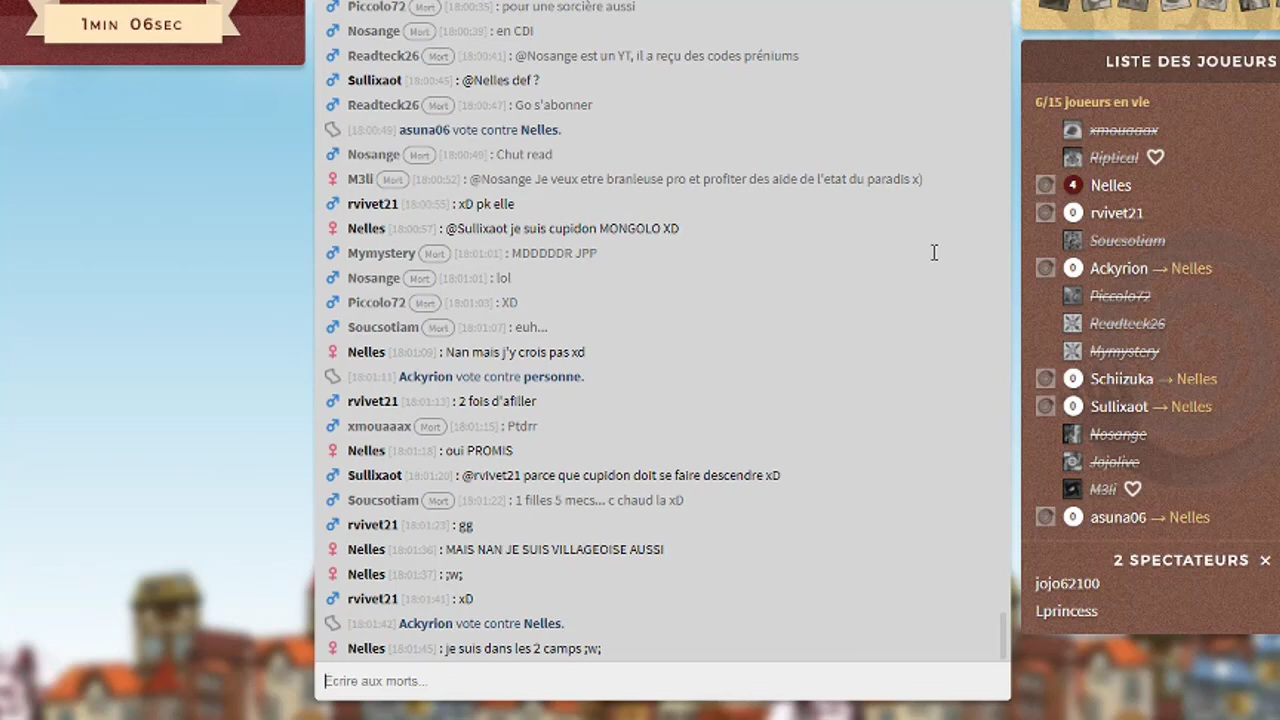 1MIN 06SEC
Piccolo72 Mort [18:00:35] : pour une sorcière aussi
Nosange Mort [18:00:39] : en CDI
Readteck26 Mort [18:00:41] : @Nosange est un YT, il a reçu des codes préniums
Sullixaot [18:00:45] : @Nelles def ?
Readteck26 Mort [18:00:47] : Go s'abonner
[18:00:49] asuna06 vote contre Nelles.
Nosange Mort [18:00:49] : Chut read
M3li Mort [18:00:52] : @Nosange Je veux etre branleuse pro et profiter des aide de l'etat du paradis x)
rvivet21 [18:00:55] : xD pk elle
Nelles [18:00:57] : @Sullixaot je suis cupidon MONGOLO XD
Mymystery Mort [18:01:01] : MDDDDDR JPP
Nosange Mort [18:01:01] : lol
Piccolo72 Mort [18:01:03] : XD
Soucsotiam Mort [18:01:07] : euh...
Nelles [18:01:09] : Nan mais j'y crois pas xd
[18:01:11] Ackyrion vote contre personne.
rvivet21 [18:01:13] : 2 fois d'afiller
xmouaaax Mort [18:01:15] : Ptdrr
Nelles [18:01:18] : oui PROMIS
Sullixaot [18:01:20] : @rvivet21 parce que cupidon doit se faire descendre xD
Soucsotiam Mort [18:01:22] : 1 filles 5 mecs... c chaud la xD
rvivet21 [18:01:23] : gg
Nelles [18:01:36] : MAIS NAN JE SUIS VILLAGEOISE AUSSI
Nelles [18:01:37] : ;w;
rvivet21 [18:01:41] : xD
[18:01:42] Ackyrion vote contre Nelles.
Nelles [18:01:45] : je suis dans les 2 camps ;w;
Ecrire aux morts...
LISTE DES JOUEURS
6/15 joueurs en vie
xmouaaax
Riptical
4 Nelles
0 rvivet21
Soucsotiam
0 Ackyrion → Nelles
Piccolo72
Readteck26
Mymystery
0 Schiizuka → Nelles
0 Sullixaot → Nelles
Nosange
Jojolive
M3li
0 asuna06 → Nelles
2 SPECTATEURS ×
jojo62100
Lprincess